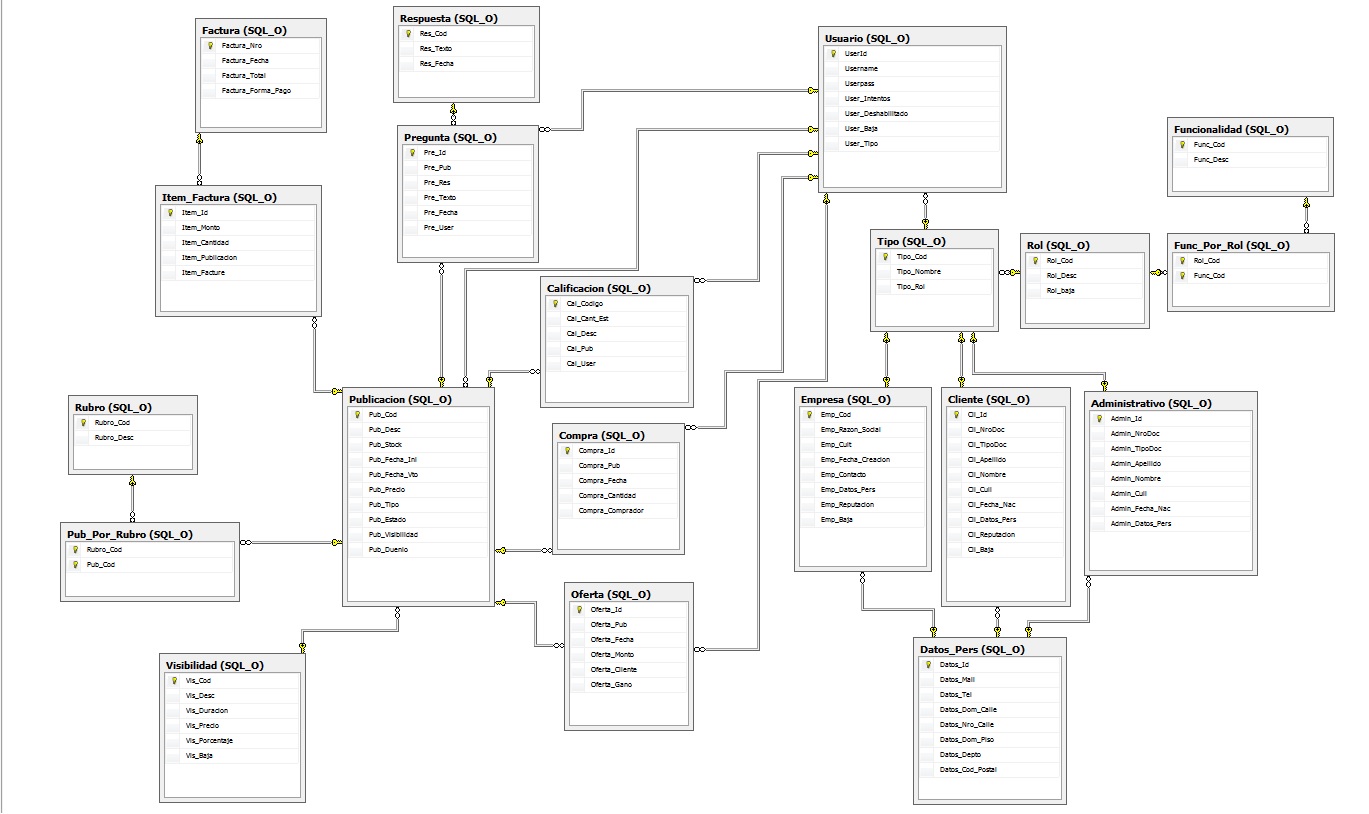 Factura (SQL_O)
Factura_Nro
Factura_Fecha
Factura_Total
Factura_Forma_Pago
Respuesta (SQL_O)
Res_Cod
Res_Texto
Res_Fecha
Usuario (SQL_O)
UserId
Username
Userpass
User_Intentos
User_Deshabilitado
User_Baja
User_Tipo
Pregunta (SQL_O)
Pre_Id
Pre_Pub
Pre_Res
Pre_Texto
Pre_Fecha
Pre_User
Funcionalidad (SQL_O)
Func_Cod
Func_Desc
Item_Factura (SQL_O)
Item_Id
Item_Monto
Item_Cantidad
Item_Publicacion
Item_Facture
Tipo (SQL_O)
Tipo_Cod
Tipo_Nombre
Tipo_Rol
Rol (SQL_O)
Rol_Cod
Rol_Desc
Rol_baja
Func_Por_Rol (SQL_O)
Rol_Cod
Func_Cod
Calificacion (SQL_O)
Cal_Codigo
Cal_Cant_Est
Cal_Desc
Cal_Pub
Cal_User
Rubro (SQL_O)
Rubro_Cod
Rubro_Desc
Publicacion (SQL_O)
Pub_Cod
Pub_Desc
Pub_Stock
Pub_Fecha_Ini
Pub_Fecha_Vto
Pub_Precio
Pub_Tipo
Pub_Estado
Pub_Visibilidad
Pub_Duenio
Compra (SQL_O)
Compra_Id
Compra_Pub
Compra_Fecha
Compra_Cantidad
Compra_Comprador
Empresa (SQL_O)
Emp_Cod
Emp_Razon_Social
Emp_Cuit
Emp_Fecha_Creacion
Emp_Contacto
Emp_Datos_Pers
Emp_Reputacion
Emp_Baja
Cliente (SQL_O)
Cli_Id
Cli_NroDoc
Cli_TipoDoc
Cli_Apellido
Cli_Nombre
Cli_Cuil
Cli_Fecha_Nac
Cli_Datos_Pers
Cli_Reputacion
Cli_Baja
Administrativo (SQL_O)
Admin_Id
Admin_NroDoc
Admin_TipoDoc
Admin_Apellido
Admin_Nombre
Admin_Cuil
Admin_Fecha_Nac
Admin_Datos_Pers
Pub_Por_Rubro (SQL_O)
Rubro_Cod
Pub_Cod
Oferta (SQL_O)
Oferta_Id
Oferta_Pub
Oferta_Fecha
Oferta_Monto
Oferta_Cliente
Oferta_Gano
Visibilidad (SQL_O)
Vis_Cod
Vis_Desc
Vis_Duracion
Vis_Precio
Vis_Porcentaje
Vis_Baja
Datos_Pers (SQL_O)
Datos_Id
Datos_Mail
Datos_Tel
Datos_Dom_Calle
Datos_Nro_Calle
Datos_Dom_Piso
Datos_Depto
Datos_Cod_Postal